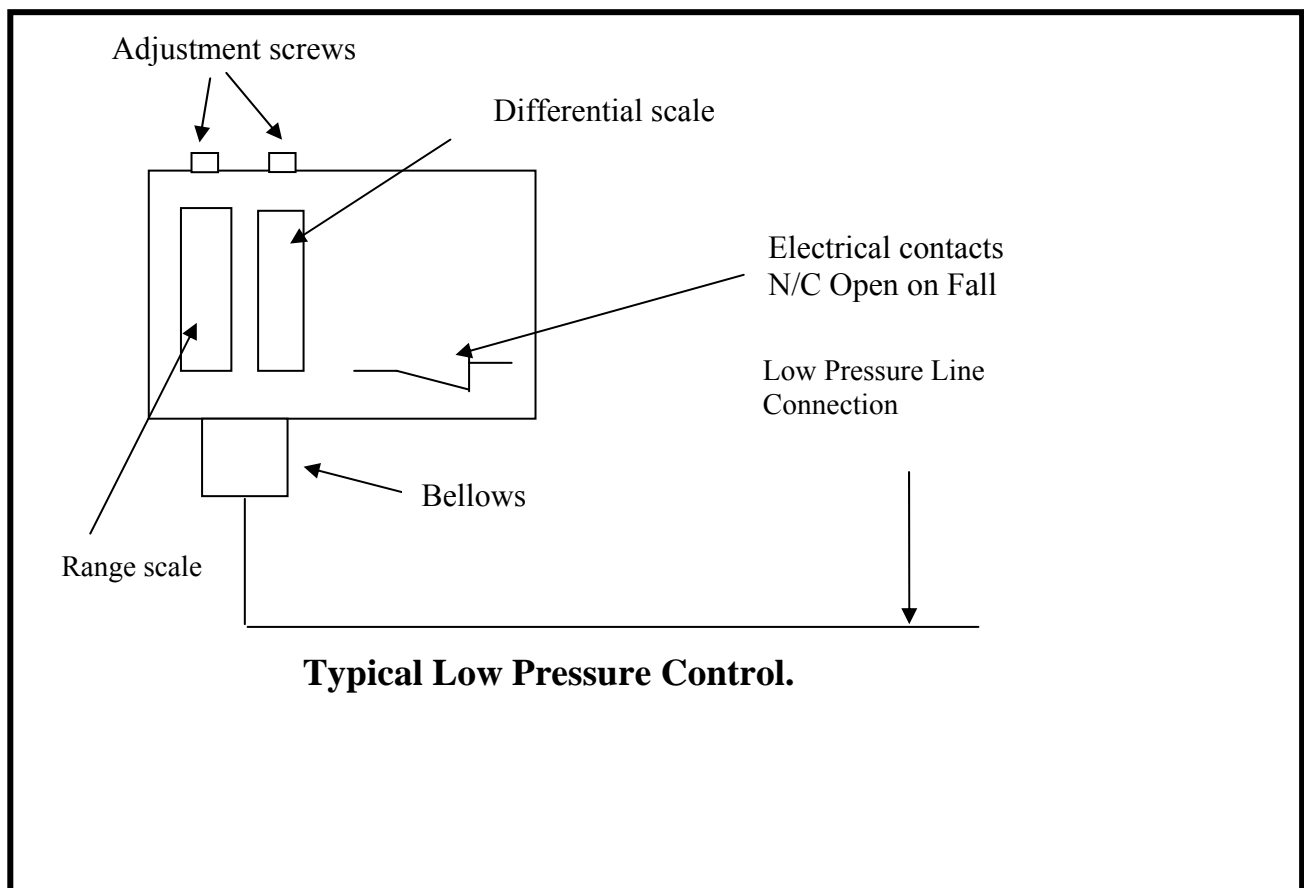 Adjustment screws
Differential scale
Electrical contacts
N/C Open on Fall
Low Pressure Line
Connection
Bellows
Range scale
Typical Low Pressure Control.